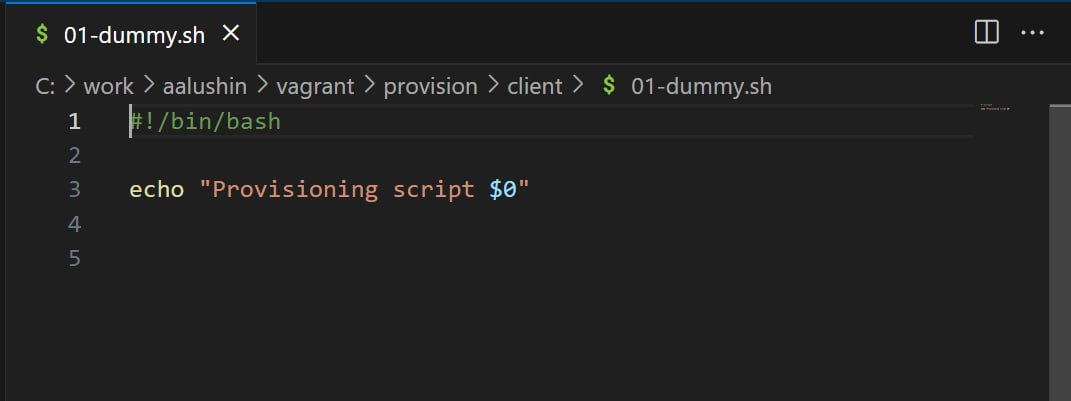 $ 01-dummy.sh ×
C: > work > aalushin > vagrant > provision > client > $ 01-dummy.sh
1 #!/bin/bash
2
3 echo "Provisioning script $0"
4
5